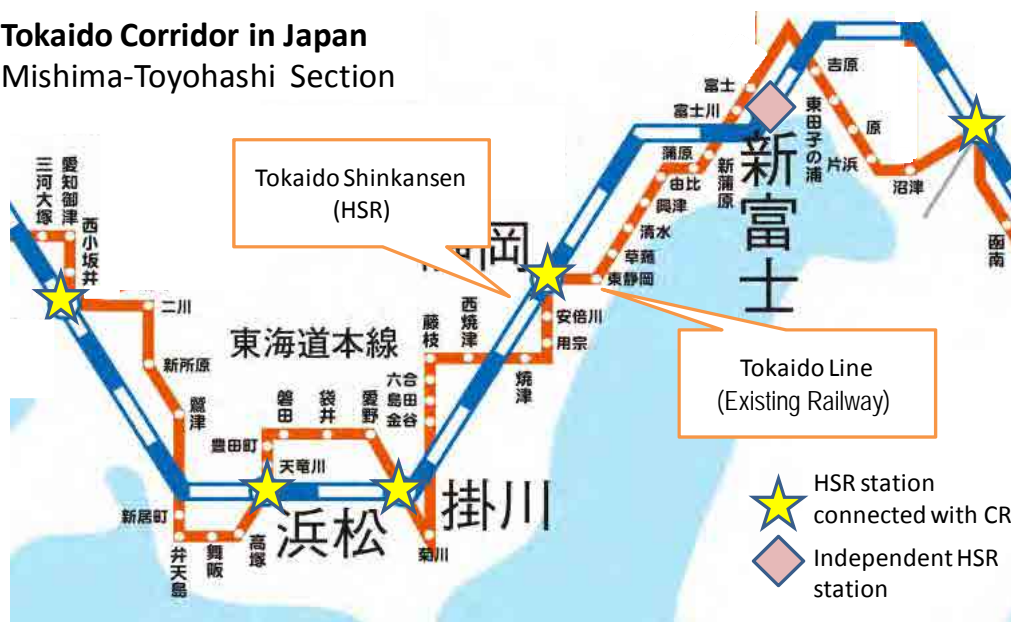 Tokaido Corridor in Japan
Mishima-Toyohashi Section
吉原
富士
富士川
東田子の浦
原
片浜
沼津
函南
新富士
新蒲原
蒲原
由比
興津
清水
草薙
東静岡
Tokaido Shinkansen
(HSR)
岡
三河大塚
愛知御津
西小坂井
二川
新所原
鷲津
東海道本線
藤枝
西焼津
安倍川
用宗
焼津
六合
島田
金谷
磐田
袋井
愛野
豊田町
天竜川
新居町
弁天島
舞阪
高塚
浜松
掛川
菊川
Tokaido Line
(Existing Railway)
HSR station
connected with CR
Independent HSR
station